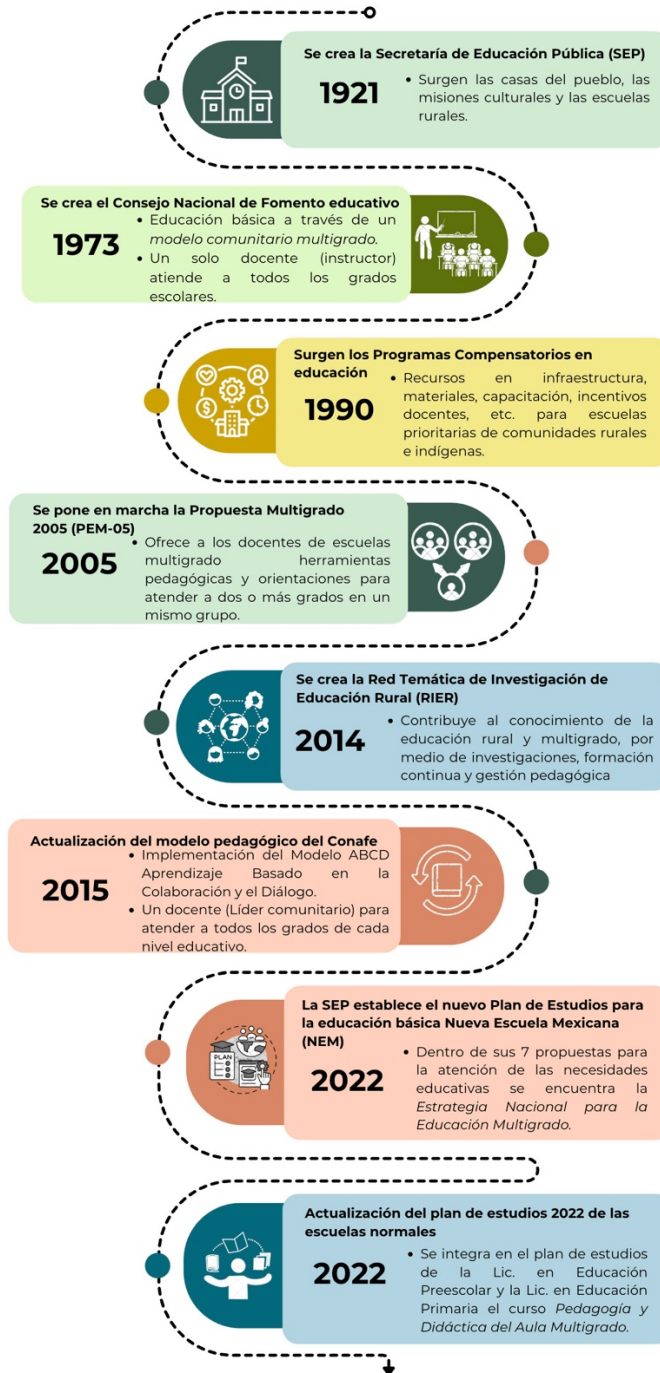 Se crea la Secretaría de Educación Pública (SEP)
1921
• Surgen las casas del pueblo, las
misiones culturales y las escuelas
rurales.
Se crea el Consejo Nacional de Fomento educativo
1973
• Educación básica a través de un
modelo comunitario multigrado.
• Un solo docente (instructor)
atiende a todos los grados
escolares.
Surgen los Programas Compensatorios en
educación
1990
• Recursos en infraestructura,
materiales, capacitación, incentivos
docentes, etc. para escuelas
prioritarias de comunidades rurales
e indígenas.
Se pone en marcha la Propuesta Multigrado
2005 (PEM-05)
2005
• Ofrece a los docentes de escuelas
multigrado herramientas
pedagógicas y orientaciones para
atender a dos o más grados en un
mismo grupo.
Se crea la Red Temática de Investigación de
Educación Rural (RIER)
2014
• Contribuye al conocimiento de la
educación rural y multigrado, por
medio de investigaciones, formación
continua y gestión pedagógica
Actualización del modelo pedagógico del Conafe
2015
• Implementación del Modelo ABCD
Aprendizaje Basado en la
Colaboración y el Diálogo.
• Un docente (Líder comunitario) para
atender a todos los grados de cada
nivel educativo.
La SEP establece el nuevo Plan de Estudios para
la educación básica Nueva Escuela Mexicana
(NEM)
PLAN
2022
• Dentro de sus 7 propuestas para
la atención de las necesidades
educativas se encuentra la
Estrategia Nacional para la
Educación Multigrado.
Actualización del plan de estudios 2022 de las
escuelas normales
2022
• Se integra en el plan de estudios
de la Lic. en Educación
Preescolar y la Lic. en Educación
Primaria el curso Pedagogía y
Didáctica del Aula Multigrado.